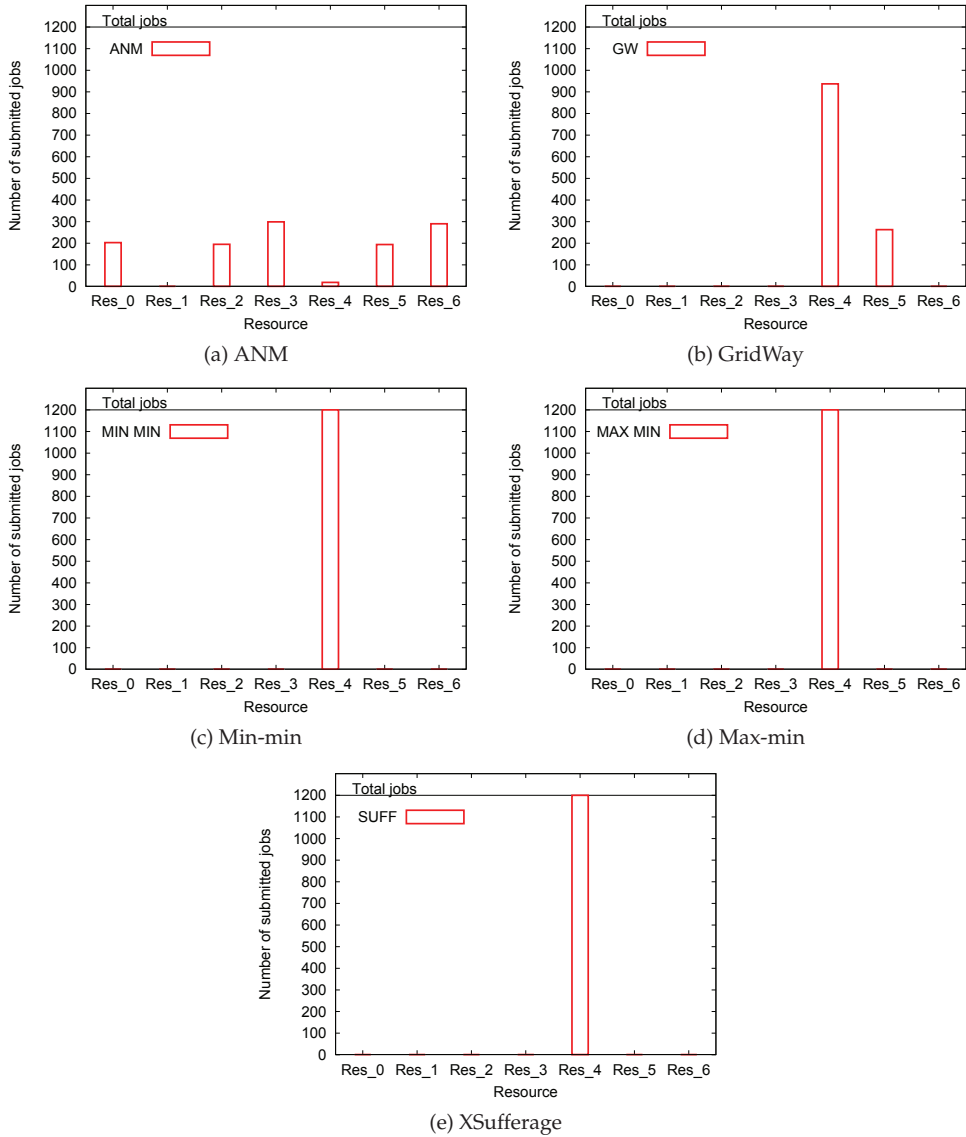 Total jobs
1200
ANM
1100
1000
900
800
700
600
500
400
300
200
100
0
Number of submitted jobs
Res_0 Res_1 Res_2 Res_3 Res_4 Res_5 Res_6
Resource
(a) ANM
Total jobs
1200
GW
1100
1000
900
800
700
600
500
400
300
200
100
0
Number of submitted jobs
Res_0 Res_1 Res_2 Res_3 Res_4 Res_5 Res_6
Resource
(b) GridWay
Total jobs
1200
MIN MIN
1100
1000
900
800
700
600
500
400
300
200
100
0
Number of submitted jobs
Res_0 Res_1 Res_2 Res_3 Res_4 Res_5 Res_6
Resource
(c) Min-min
Total jobs
1200
MAX MIN
1100
1000
900
800
700
600
500
400
300
200
100
0
Number of submitted jobs
Res_0 Res_1 Res_2 Res_3 Res_4 Res_5 Res_6
Resource
(d) Max-min
Total jobs
1200
SUFF
1100
1000
900
800
700
600
500
400
300
200
100
0
Number of submitted jobs
Res_0 Res_1 Res_2 Res_3 Res_4 Res_5 Res_6
Resource
(e) XSufferage